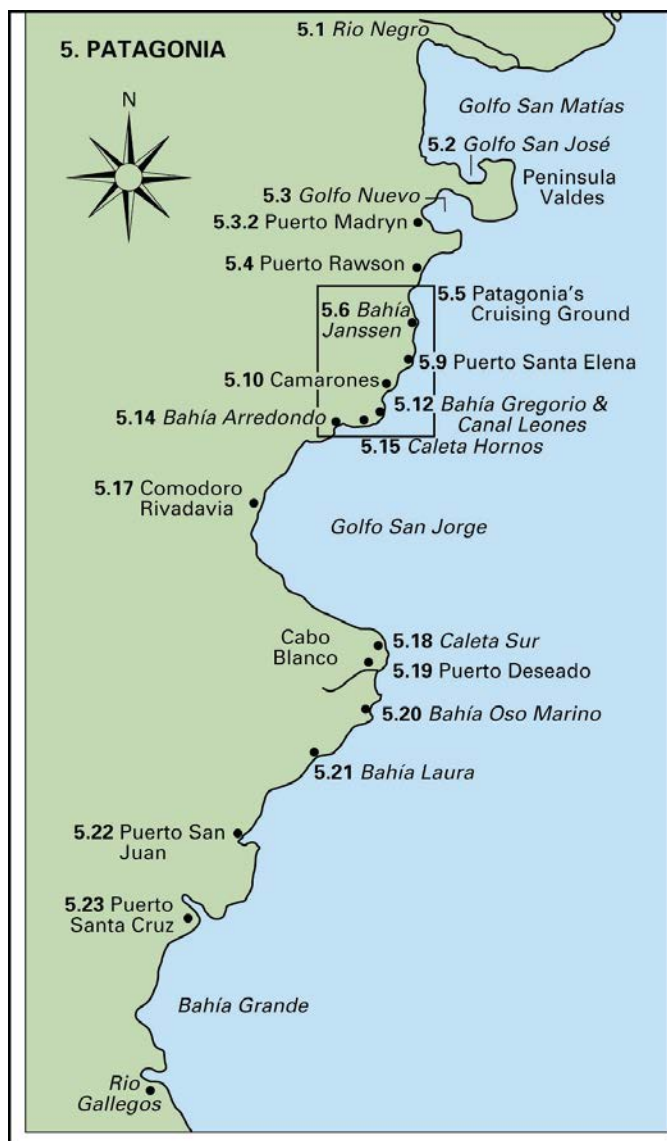 5. PATAGONIA
5.1 Rio Negro
N
Golfo San Matías
5.2 Golfo San José
Peninsula
Valdes
5.3 Golfo Nuevo
5.3.2 Puerto Madryn
5.4 Puerto Rawson
5.5 Patagonia's
Cruising Ground
5.6 Bahía
Janssen
5.9 Puerto Santa Elena
5.10 Camarones
5.12 Bahía Gregorio &
Canal Leones
5.14 Bahía Arredondo
5.15 Caleta Hornos
5.17 Comodoro
Rivadavia
Golfo San Jorge
Cabo
Blanco
5.18 Caleta Sur
5.19 Puerto Deseado
5.20 Bahía Oso Marino
5.21 Bahía Laura
5.22 Puerto San
Juan
5.23 Puerto
Santa Cruz
Bahía Grande
Rio
Gallegos